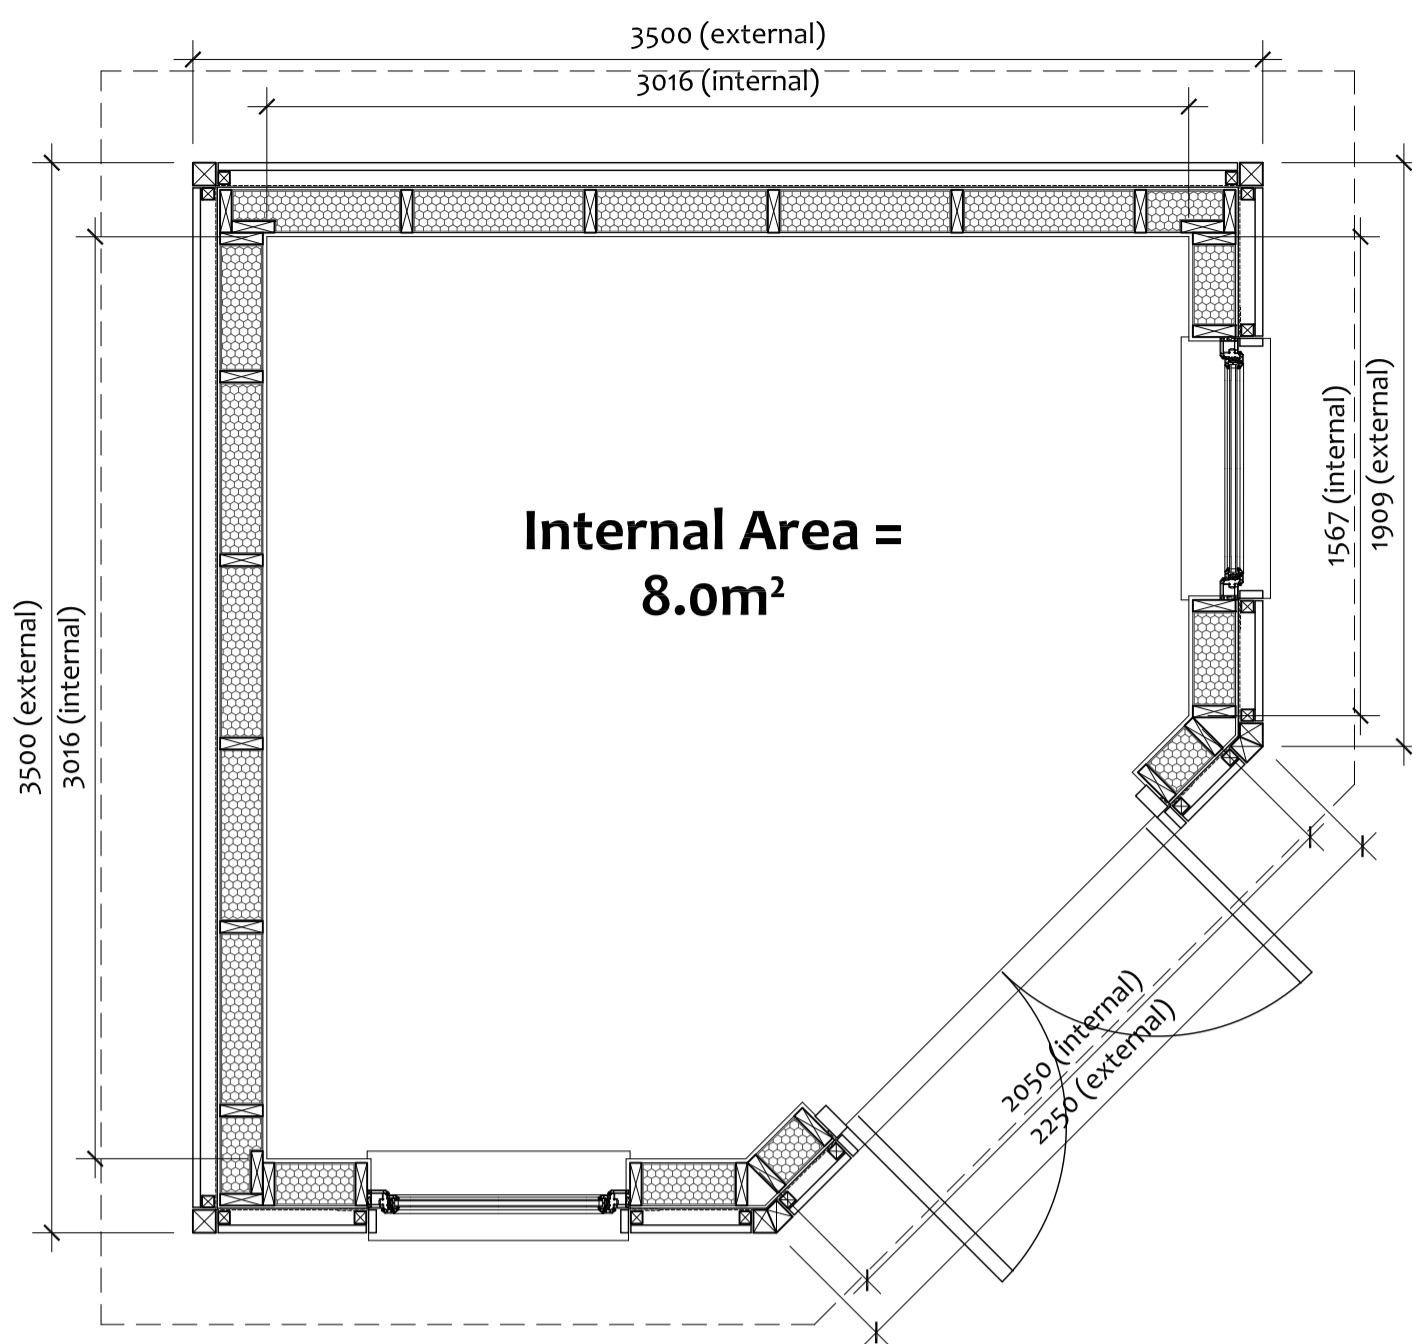 3500 (external)
3016 (internal)
Internal Area =
8.0m²
1567 (internal)
1909 (external)
3500 (external)
3016 (internal)
2050 (internal)
2250 (external)